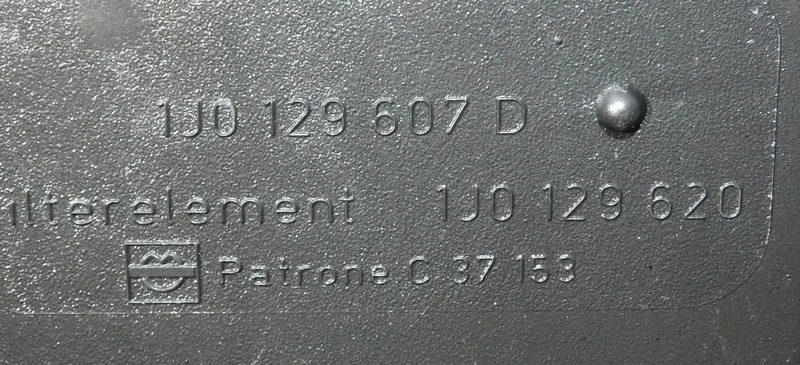 1J0 129 607 D
ilterelement 1J0 129 620
Patrone C 37 153